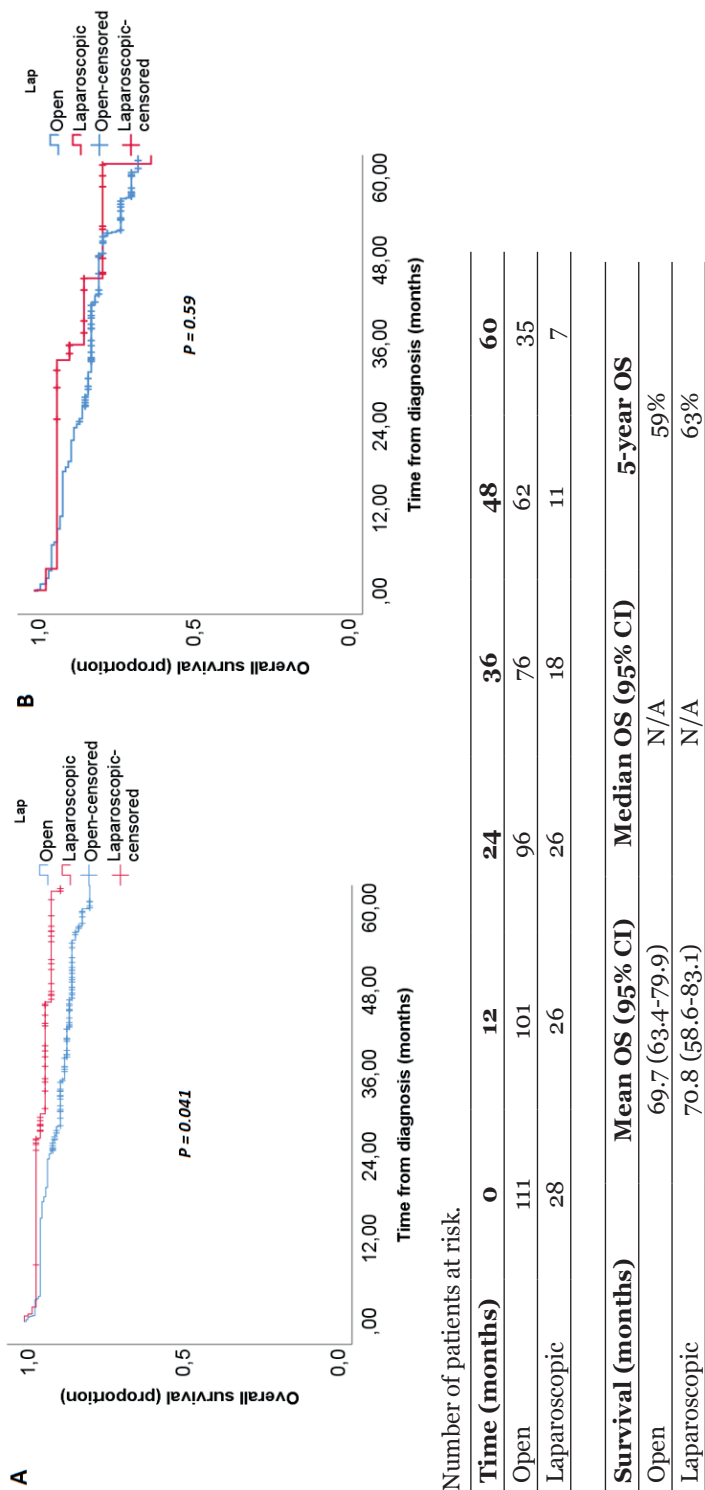 A
Overall survival (proportion)
1,0
0,5
0,0
,00 12,00 24,00 36,00 48,00 60,00
Time from diagnosis (months)
P = 0.041
Lap
Open
Laparoscopic
Open-censored
Laparoscopic-
censored
B
Overall survival (proportion)
1,0
0,5
0,0
,00 12,00 24,00 36,00 48,00 60,00
Time from diagnosis (months)
P = 0.59
Lap
Open
Laparoscopic
Open-censored
Laparoscopic-
censored
Number of patients at risk.
Time (months) 0 12 24 36 48 60
Open 111 101 96 76 62 35
Laparoscopic 28 26 26 18 11 7
Survival (months) Mean OS (95% CI) Median OS (95% CI) 5-year OS
Open 69.7 (63.4-79.9) N/A 59%
Laparoscopic 70.8 (58.6-83.1) N/A 63%